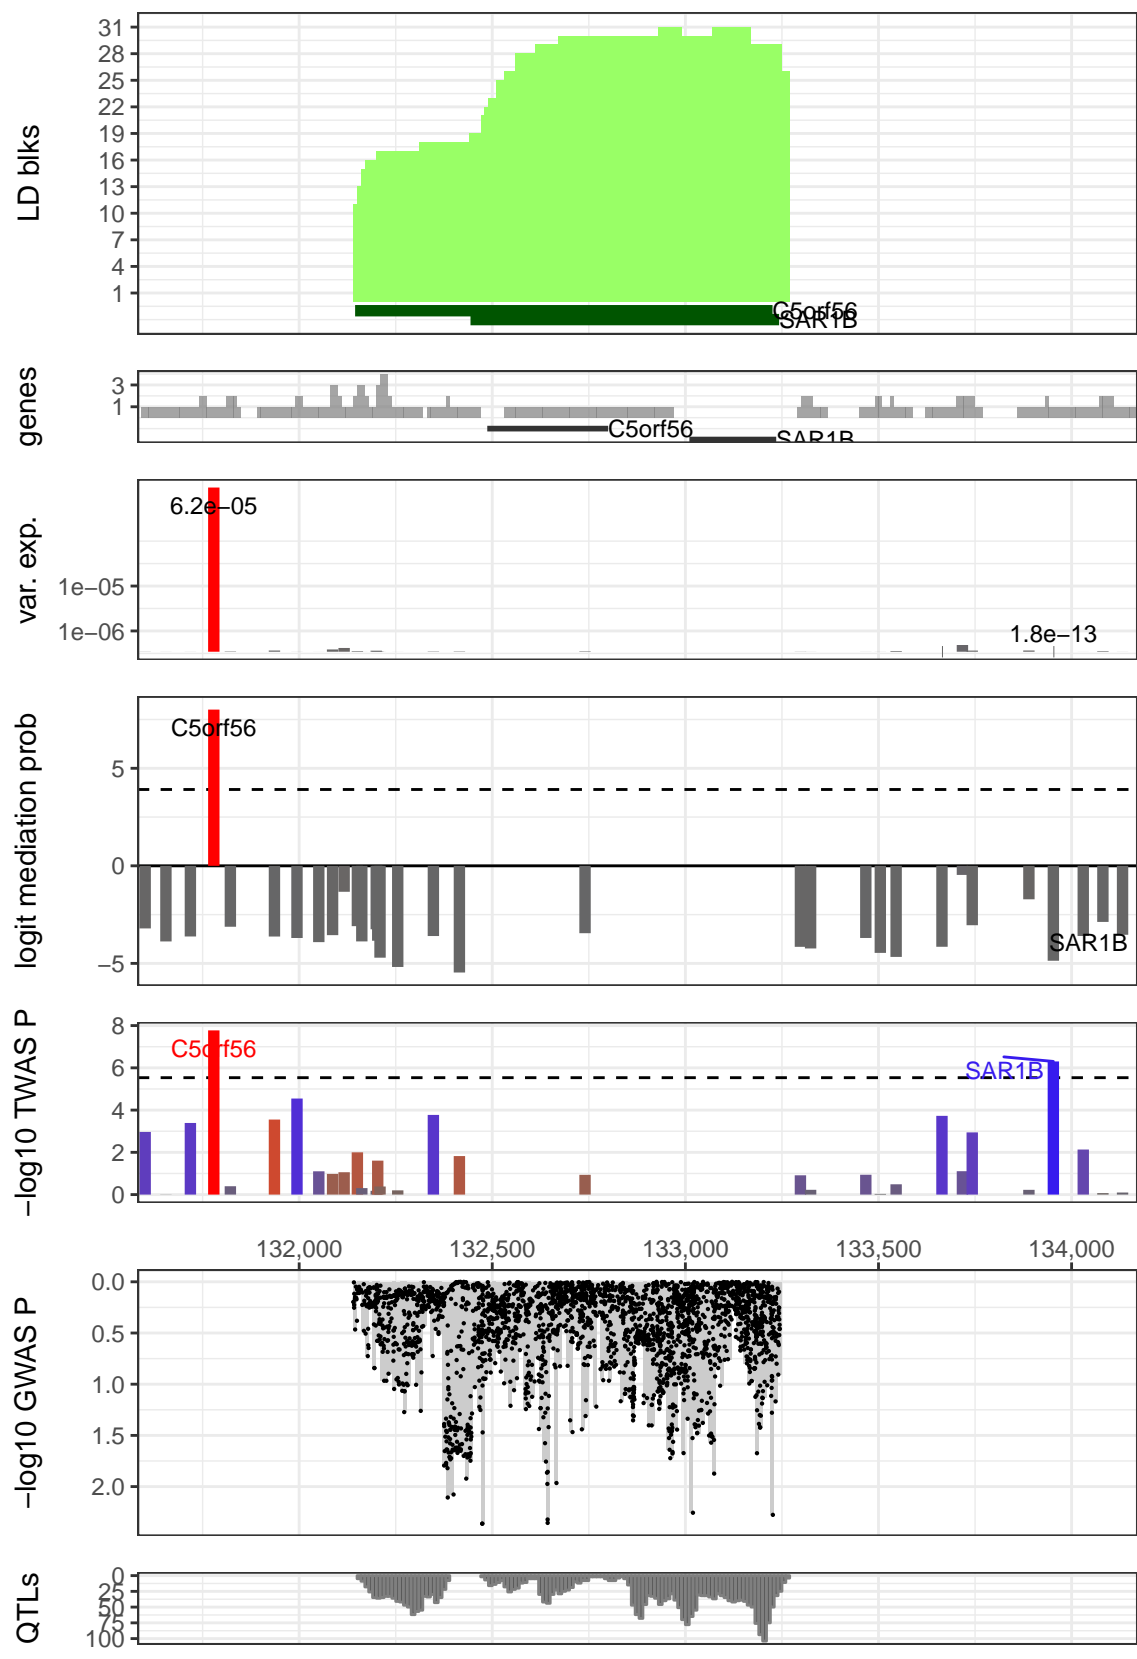 LD blks
31
28
25
22
19
16
13
10
7
4
1
C5orf56
SAR1B
genes
3
1
C5orf56
SAR1B
var. exp.
6.2e−05
1e−05
1e−06
1.8e−13
logit mediation prob
C5orf56
5
0
−5
SAR1B
−log10 TWAS P
8
6
4
2
0
C5orf56
SAR1B
132,000 132,500 133,000 133,500 134,000
−log10 GWAS P
0.0
0.5
1.0
1.5
2.0
QTLs
0
25
50
75
100